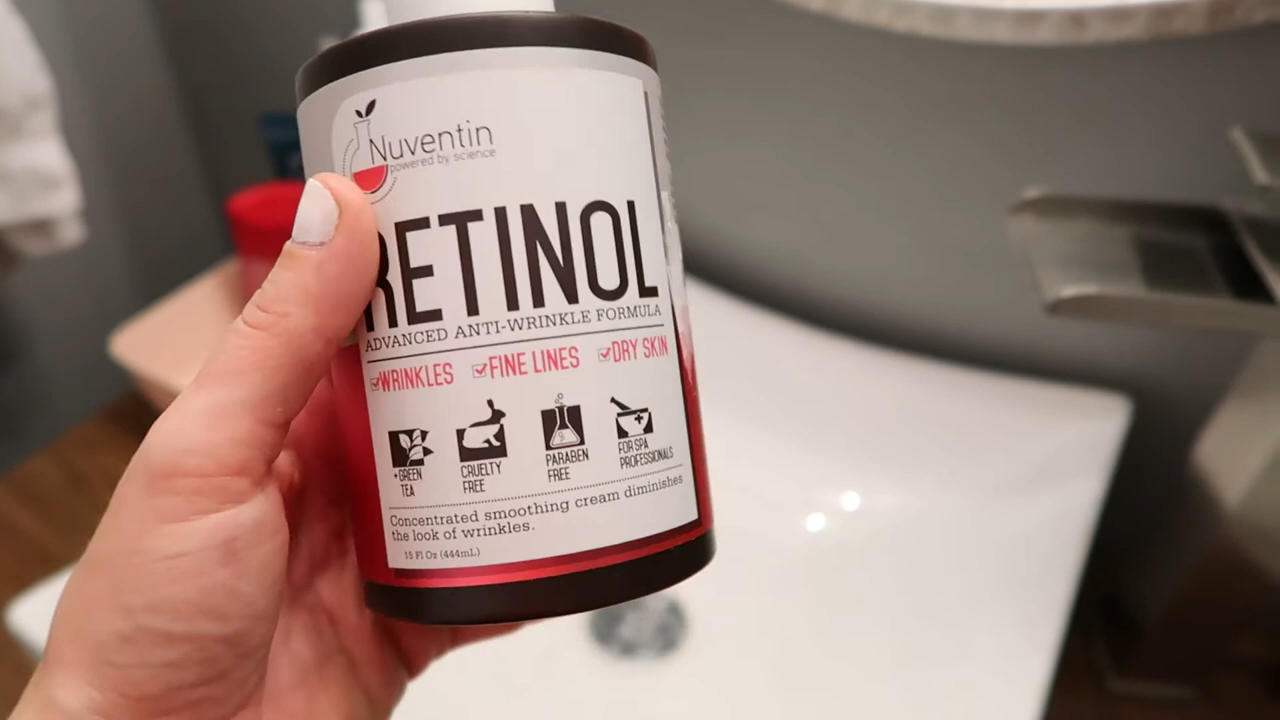 Nuventin
powered by science
RETINOL
ADVANCED ANTI-WRINKLE FORMULA
WRINKLES FINE LINES DRY SKIN
+GREEN TEA
CRUELTY FREE
PARABEN FREE
FOR SPA PROFESSIONALS
Concentrated smoothing cream diminishes
the look of wrinkles.
15 Fl Oz (444mL)